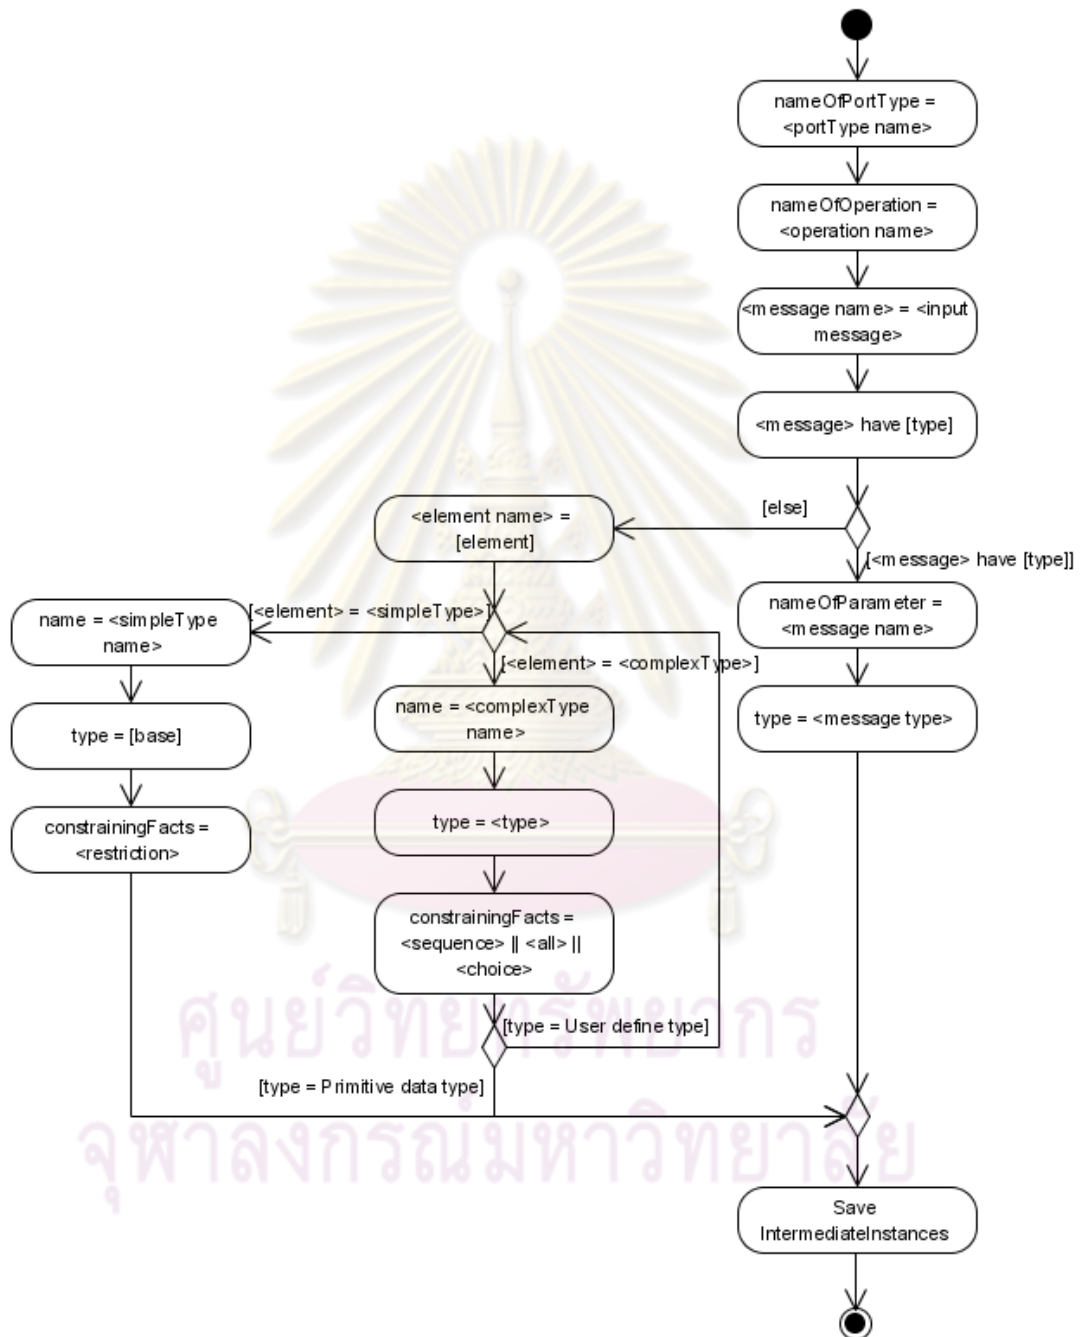 nameOfPortType =
<portType name>
nameOfOperation =
<operation name>
<message name> = <input
message>
<message> have [type]
[else]
<element name> =
[element]
[<message> have [type]]
nameOfParameter =
<message name>
[<element> = <simpleType>]
name = <simpleType
name>
[<element> = <complexType>]
name = <complexType
name>
type = <message type>
type = [base]
type = <type>
constrainingFacts =
<restriction>
constrainingFacts =
<sequence> || <all> ||
<choice>
[type = User define type]
[type = Primitive data type]
Save
IntermediateInstances
ศูนย์วิทยทรัพยากร
จุฬาลงกรณ์มหาวิทยาลัย